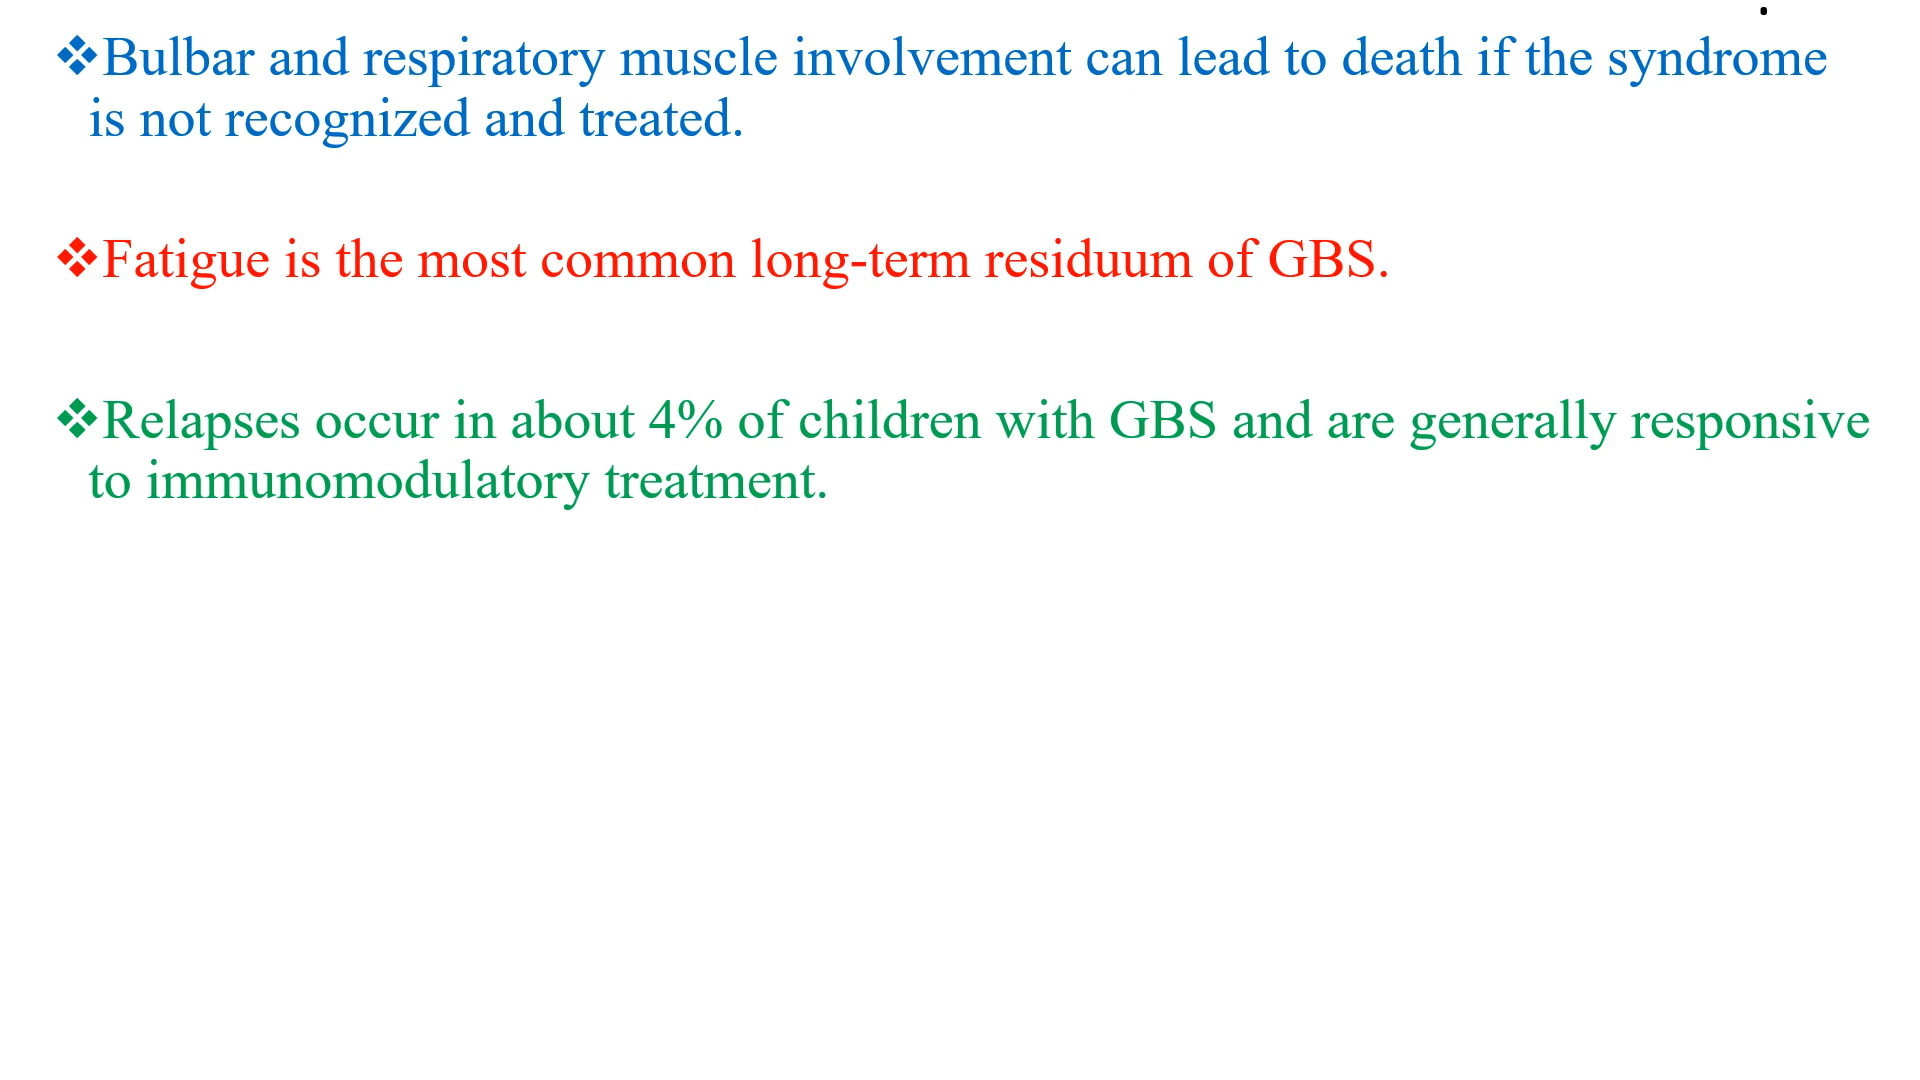 ❖Bulbar and respiratory muscle involvement can lead to death if the syndrome
is not recognized and treated.
❖Fatigue is the most common long-term residuum of GBS.
❖Relapses occur in about 4% of children with GBS and are generally responsive
to immunomodulatory treatment.